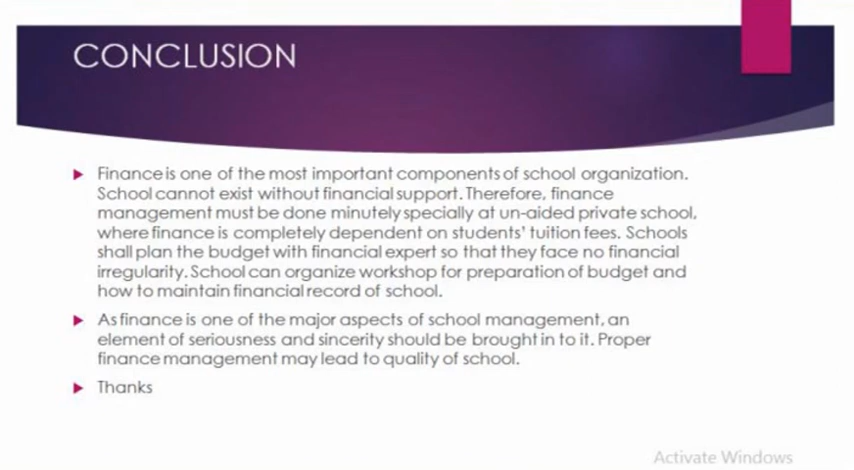 CONCLUSION
Finance is one of the most important components of school organization.
School cannot exist without financial support. Therefore, finance
management must be done minutely specially at un-aided private school,
where finance is completely dependent on students' tuition fees. Schools
shall plan the budget with financial expert so that they face no financial
irregularity. School can organize workshop for preparation of budget and
how to maintain financial record of school.
As finance is one of the major aspects of school management, an
element of seriousness and sincerity should be brought in to it. Proper
finance management may lead to quality of school.
Thanks
Activate Windows